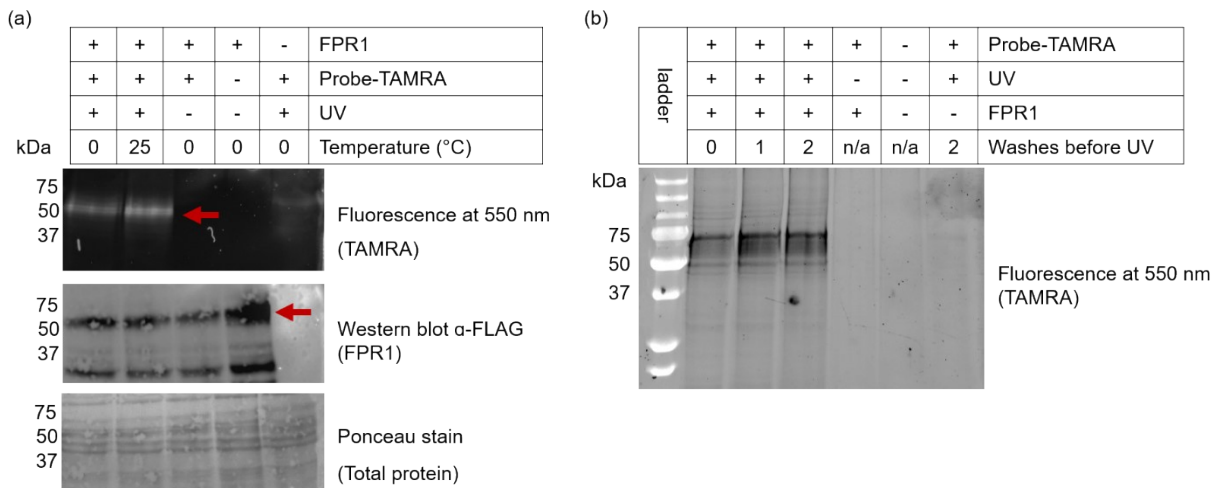 (a)
+ + + + - FPR1
+ + + - + Probe-TAMRA
+ + - - + UV
kDa 0 25 0 0 0 Temperature (°C)
75
50
37
Fluorescence at 550 nm
(TAMRA)
75
50
37
Western blot α-FLAG
(FPR1)
75
50
37
Ponceau stain
(Total protein)
(b)
ladder
+ + + + - + Probe-TAMRA
+ + + - - + UV
+ + + + - - FPR1
0 1 2 n/a n/a 2 Washes before UV
kDa
75
50
37
Fluorescence at 550 nm
(TAMRA)